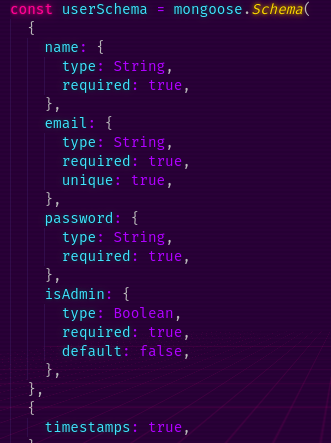 const userSchema = mongoose.Schema(
  {
    name: {
      type: String,
      required: true,
    },
    email: {
      type: String,
      required: true,
      unique: true,
    },
    password: {
      type: String,
      required: true,
    },
    isAdmin: {
      type: Boolean,
      required: true,
      default: false,
    },
  },
  {
    timestamps: true,